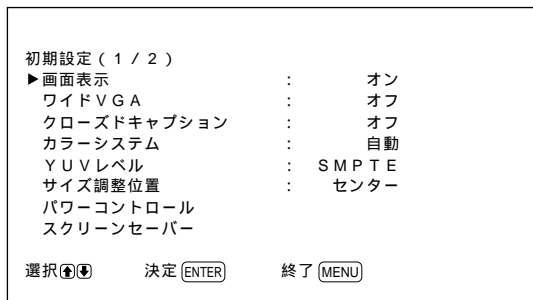 初期設定(1/2)
▶画面表示 : オン
ワイドVGA : オフ
クローズドキャプション : オフ
カラーシステム : 自動
YUVレベル : SMPTE
サイズ調整位置 : センター
パワーコントロール
スクリーンセーバー
選択⬆⬇ 決定 ENTER 終了 MENU